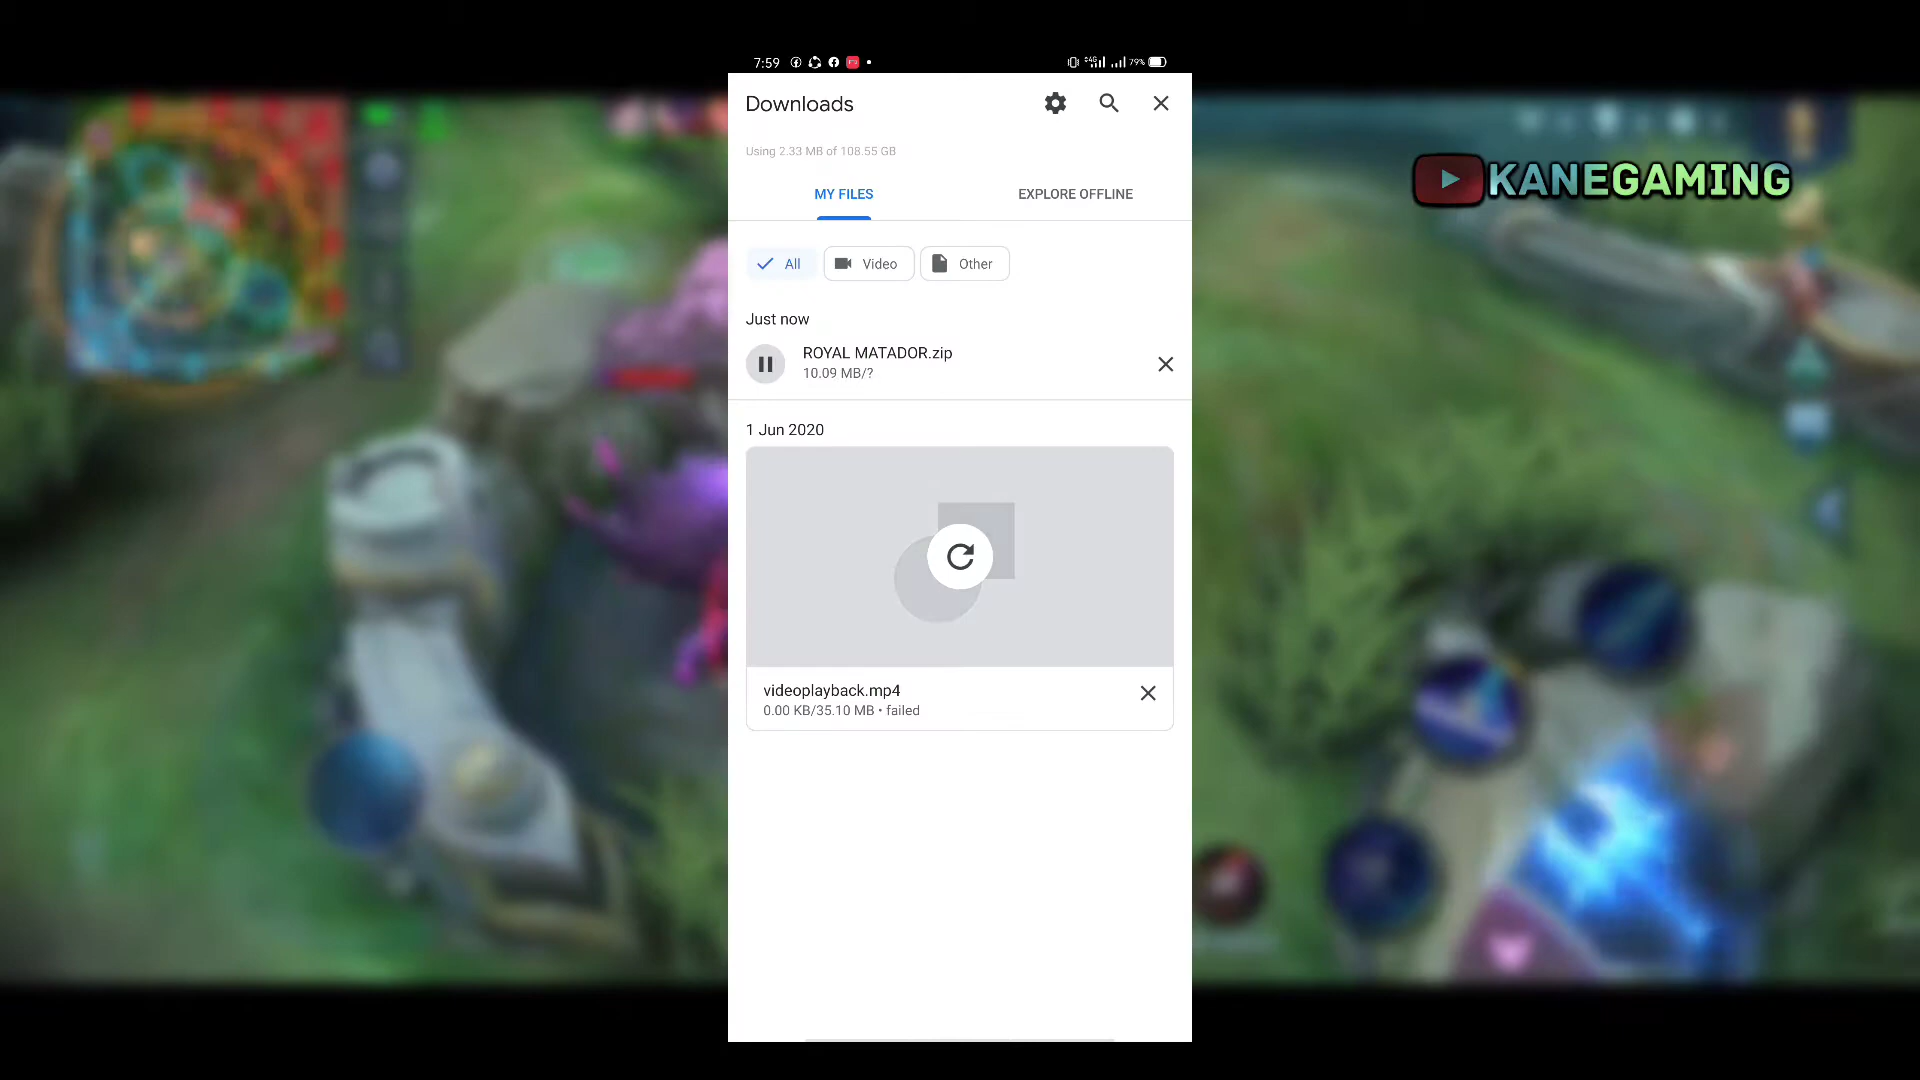 7:59
4G
79%
Downloads
Using 2.33 MB of 108.55 GB
MY FILES
EXPLORE OFFLINE
All
Video
Other
Just now
ROYAL MATADOR.zip
10.09 MB/?
1 Jun 2020
videoplayback.mp4
0.00 KB/35.10 MB • failed
KANEGAMING